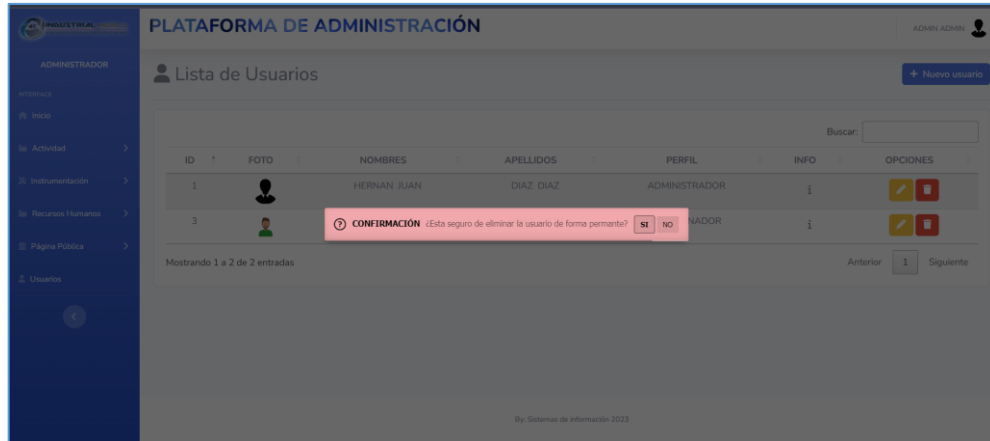 INDUSTRIAL
PLATAFORMA DE ADMINISTRACIÓN
ADMIN ADMIN
ADMINISTRADOR
Lista de Usuarios
+ Nuevo usuario
INTERFACE
Inicio
Actividad
Instrumentación
Recursos Humanos
Página Pública
Usuarios
Buscar:
ID FOTO NOMBRES APELLIDOS PERFIL INFO OPCIONES
1 HERNAN JUAN DIAZ DIAZ ADMINISTRADOR i
3 NADOR i
CONFIRMACIÓN ¿Esta seguro de eliminar la usuario de forma permante? SI NO
Mostrando 1 a 2 de 2 entradas
Anterior 1 Siguiente
By: Sistemas de información 2023